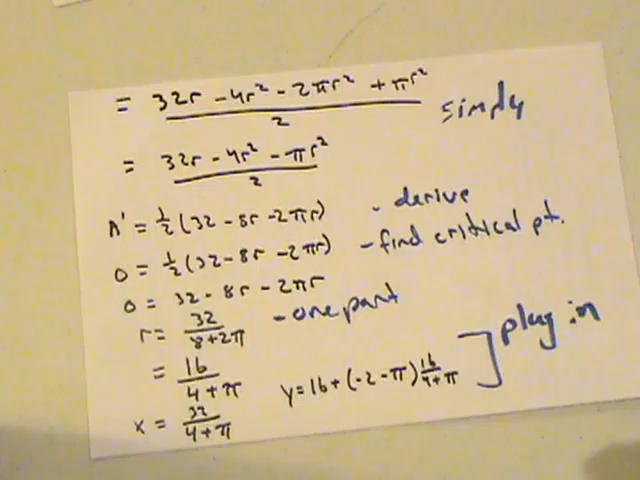 = (32r - 4r² - 2πr² + πr²)/2 simply
= (32r - 4r² - πr²)/2
A' = ½(32 - 8r - 2πr) - derive
0 = ½(32 - 8r - 2πr) - find critical pt.
0 = 32 - 8r - 2πr
r = 32/(8+2π) - one part
= 16/(4+π) y = 16 + (-2-π) 16/(4+π) ] plug in
x = 32/(4+π)